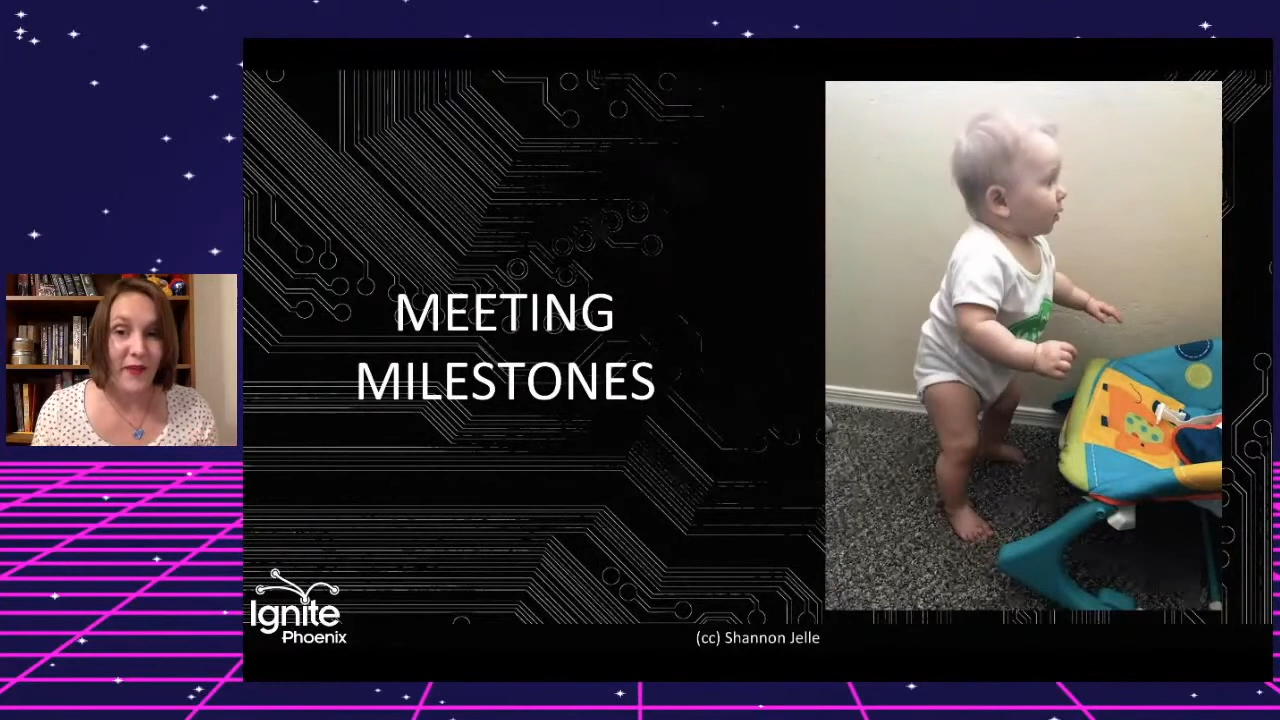 MEETING
MILESTONES
Ignite
Phoenix
(cc) Shannon Jelle